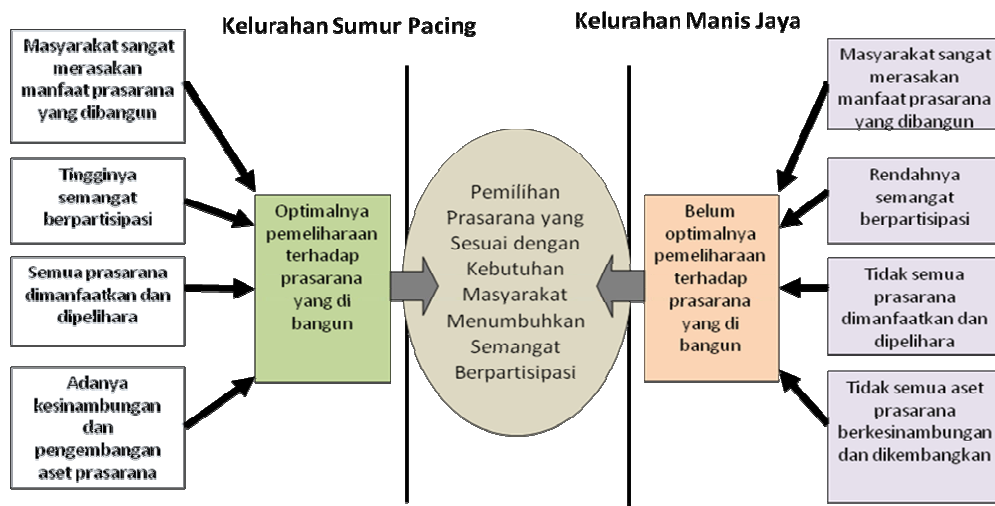 Kelurahan Sumur Pacing
Kelurahan Manis Jaya
Masyarakat sangat
merasakan
manfaat prasarana
yang dibangun
Tingginya
semangat
berpartisipasi
Semua prasarana
dimanfaatkan dan
dipelihara
Adanya
kesinambungan
dan
pengembangan
aset prasarana
Optimalnya
pemeliharaan
terhadap
prasarana
yang di
bangun
Pemilihan
Prasarana yang
Sesuai dengan
Kebutuhan
Masyarakat
Menumbuhkan
Semangat
Berpartisipasi
Belum
optimalnya
pemeliharaan
terhadap
prasarana
yang di
bangun
Masyarakat sangat
merasakan
manfaat prasarana
yang dibangun
Rendahnya
semangat
berpartisipasi
Tidak semua
prasarana
dimanfaatkan dan
dipelihara
Tidak semua aset
prasarana
berkesinambungan
dan dikembangkan